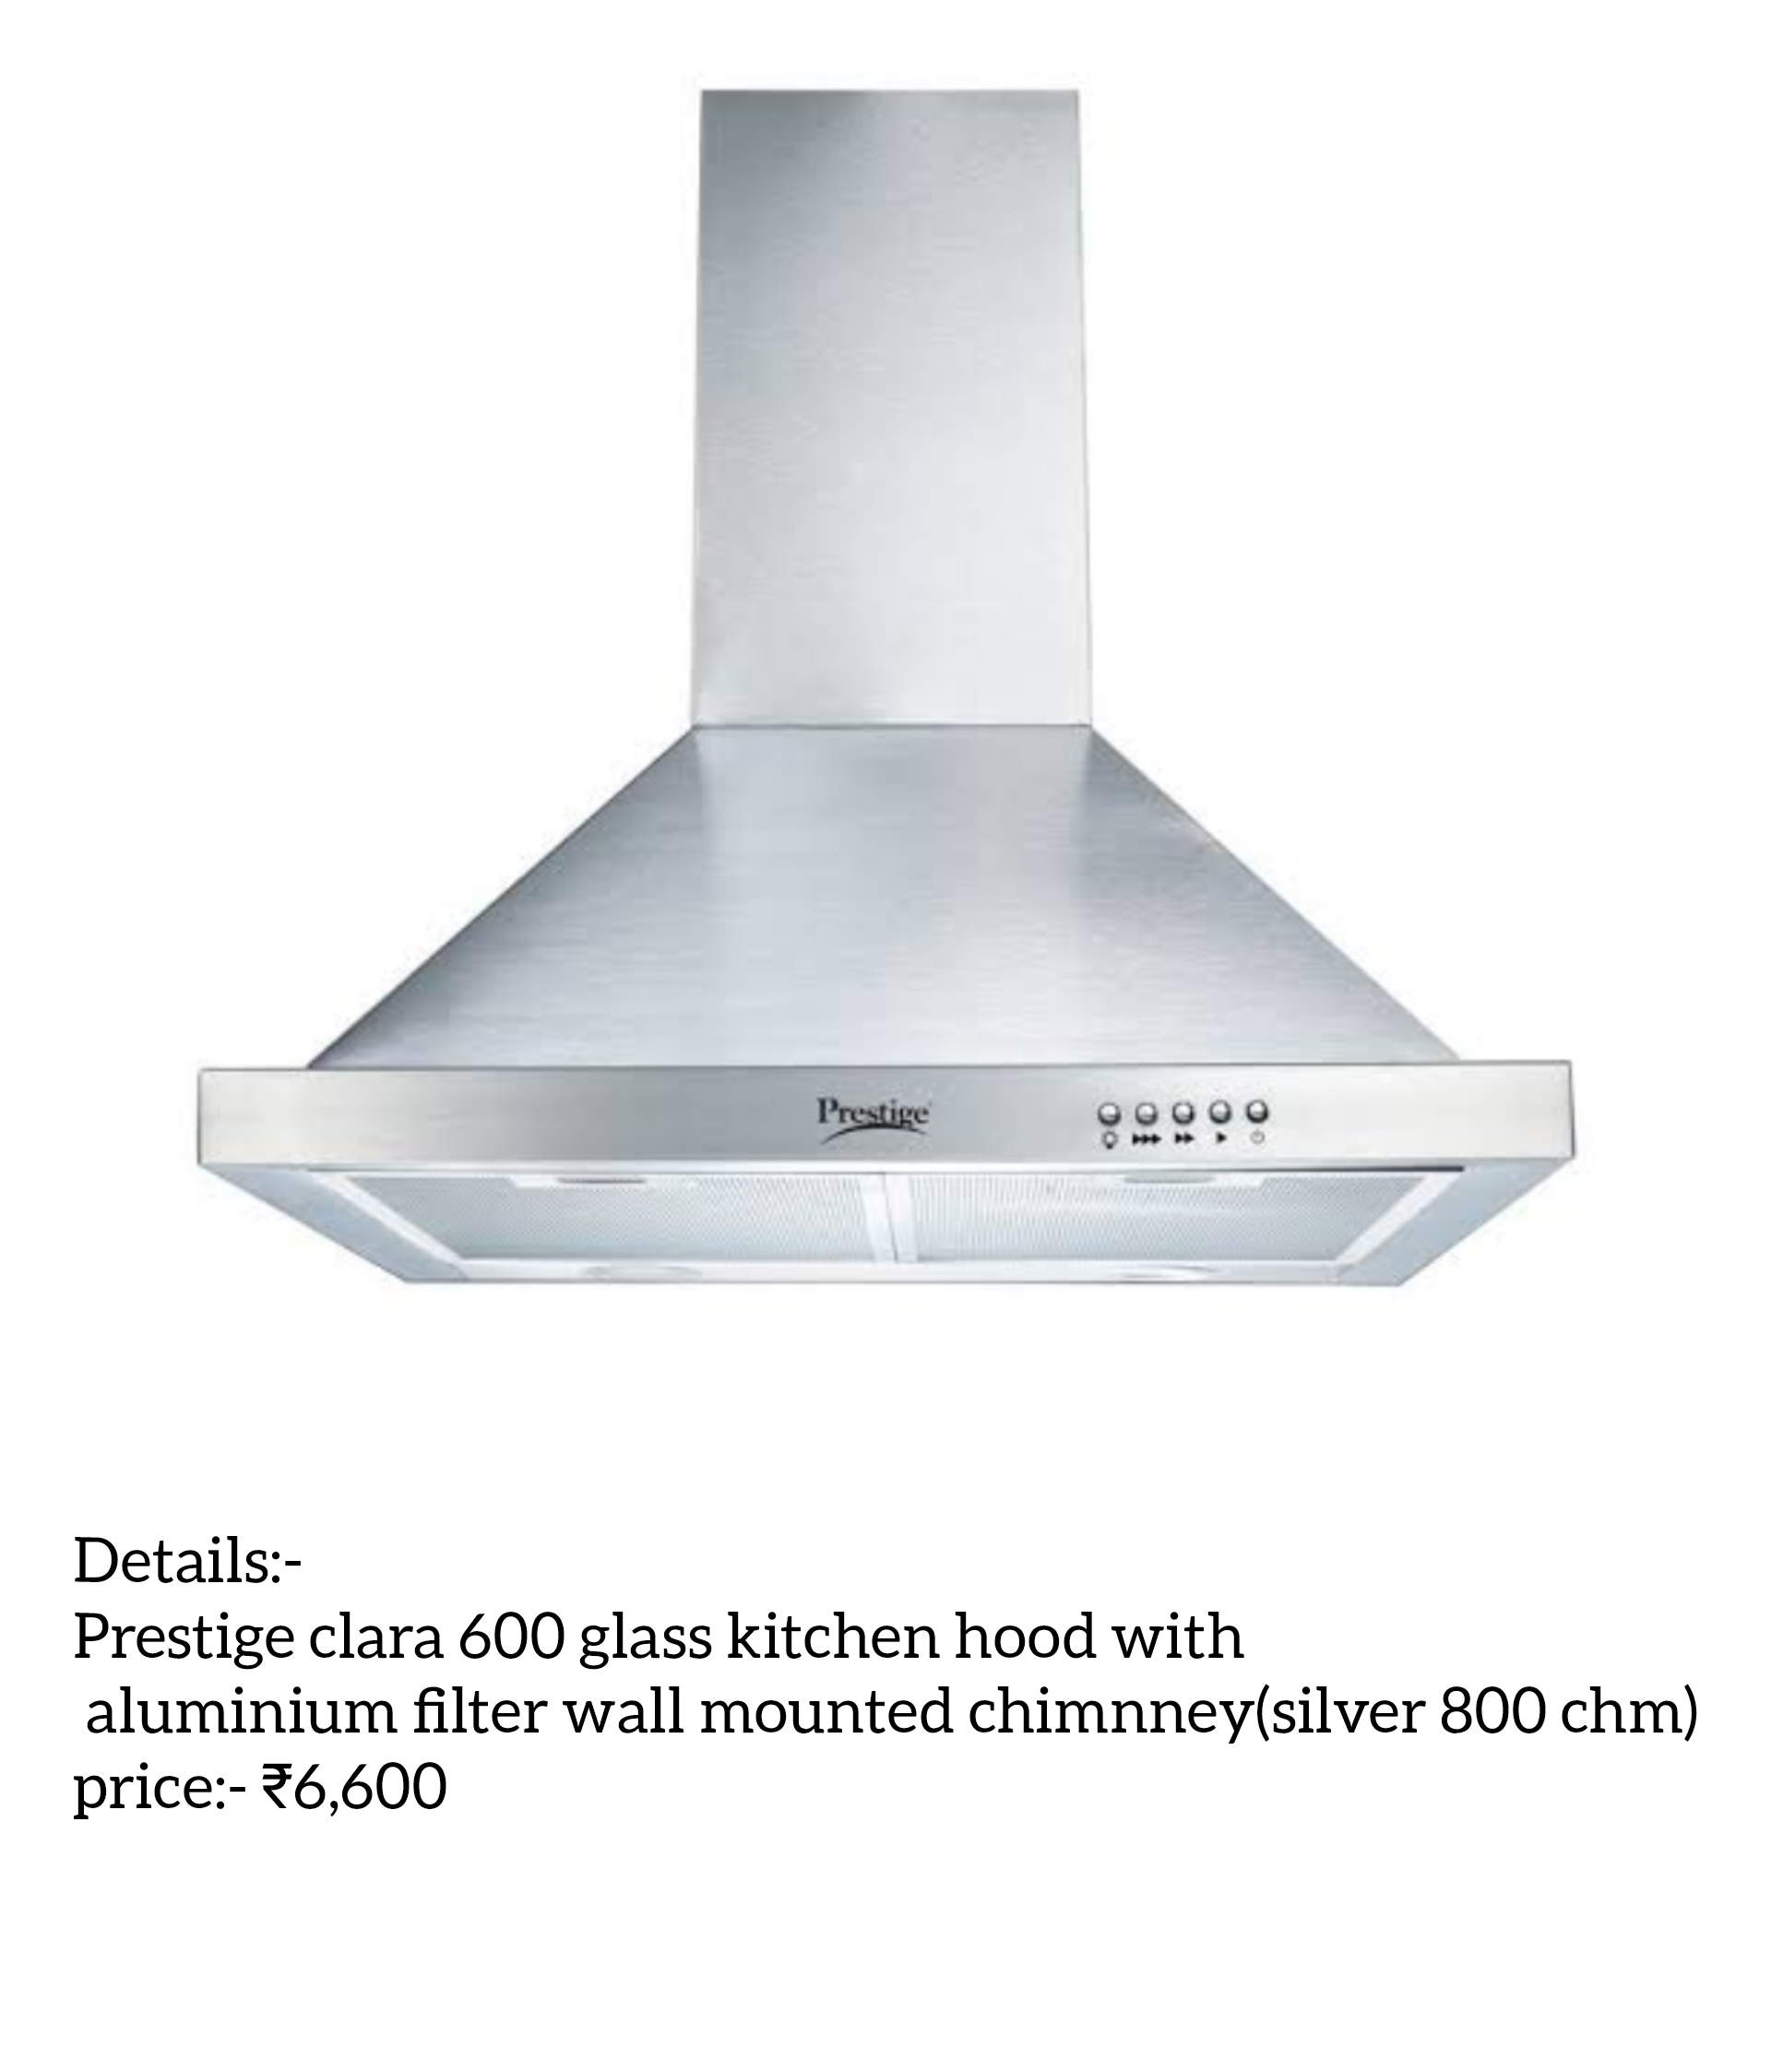 Prestige
Details:-
Prestige clara 600 glass kitchen hood with
aluminium filter wall mounted chimnney(silver 800 chm)
price:- ₹6,600